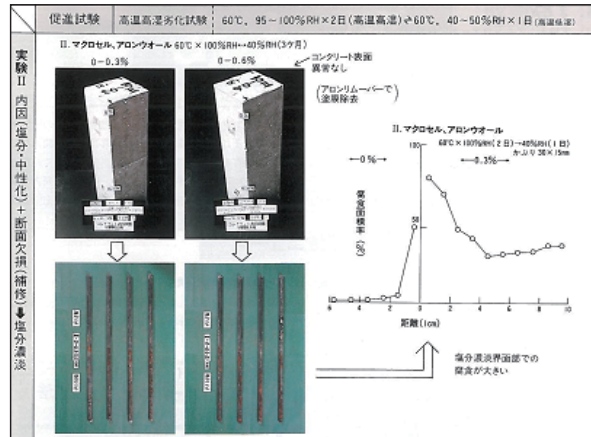 促進試験
高温高湿劣化試験
60℃, 95~100%RH×2日(高温高湿)⇌60℃, 40~50%RH×1日(高温低湿)
実験Ⅱ 内因(塩分・中性化)+断面欠損(補修)⬇塩分濃淡
Ⅱ. マクロセル、アロンウオール 60℃×100%RH↔40%RH(3ケ月)
0-0.3%
0-0.6%
コンクリート表面
異常なし
(アロンリムーバーで
塗膜除去)
Ⅱ. マクロセル、アロンウオール
60℃×100%RH(2日)→40%RH(1日)
かぶり30×15mm
←0%
→0.3%
100
50
腐食面積率(%)
6
4
2
0
2
4
6
8
10
距離(1cm)
塩分濃淡界面部での
腐食が大きい